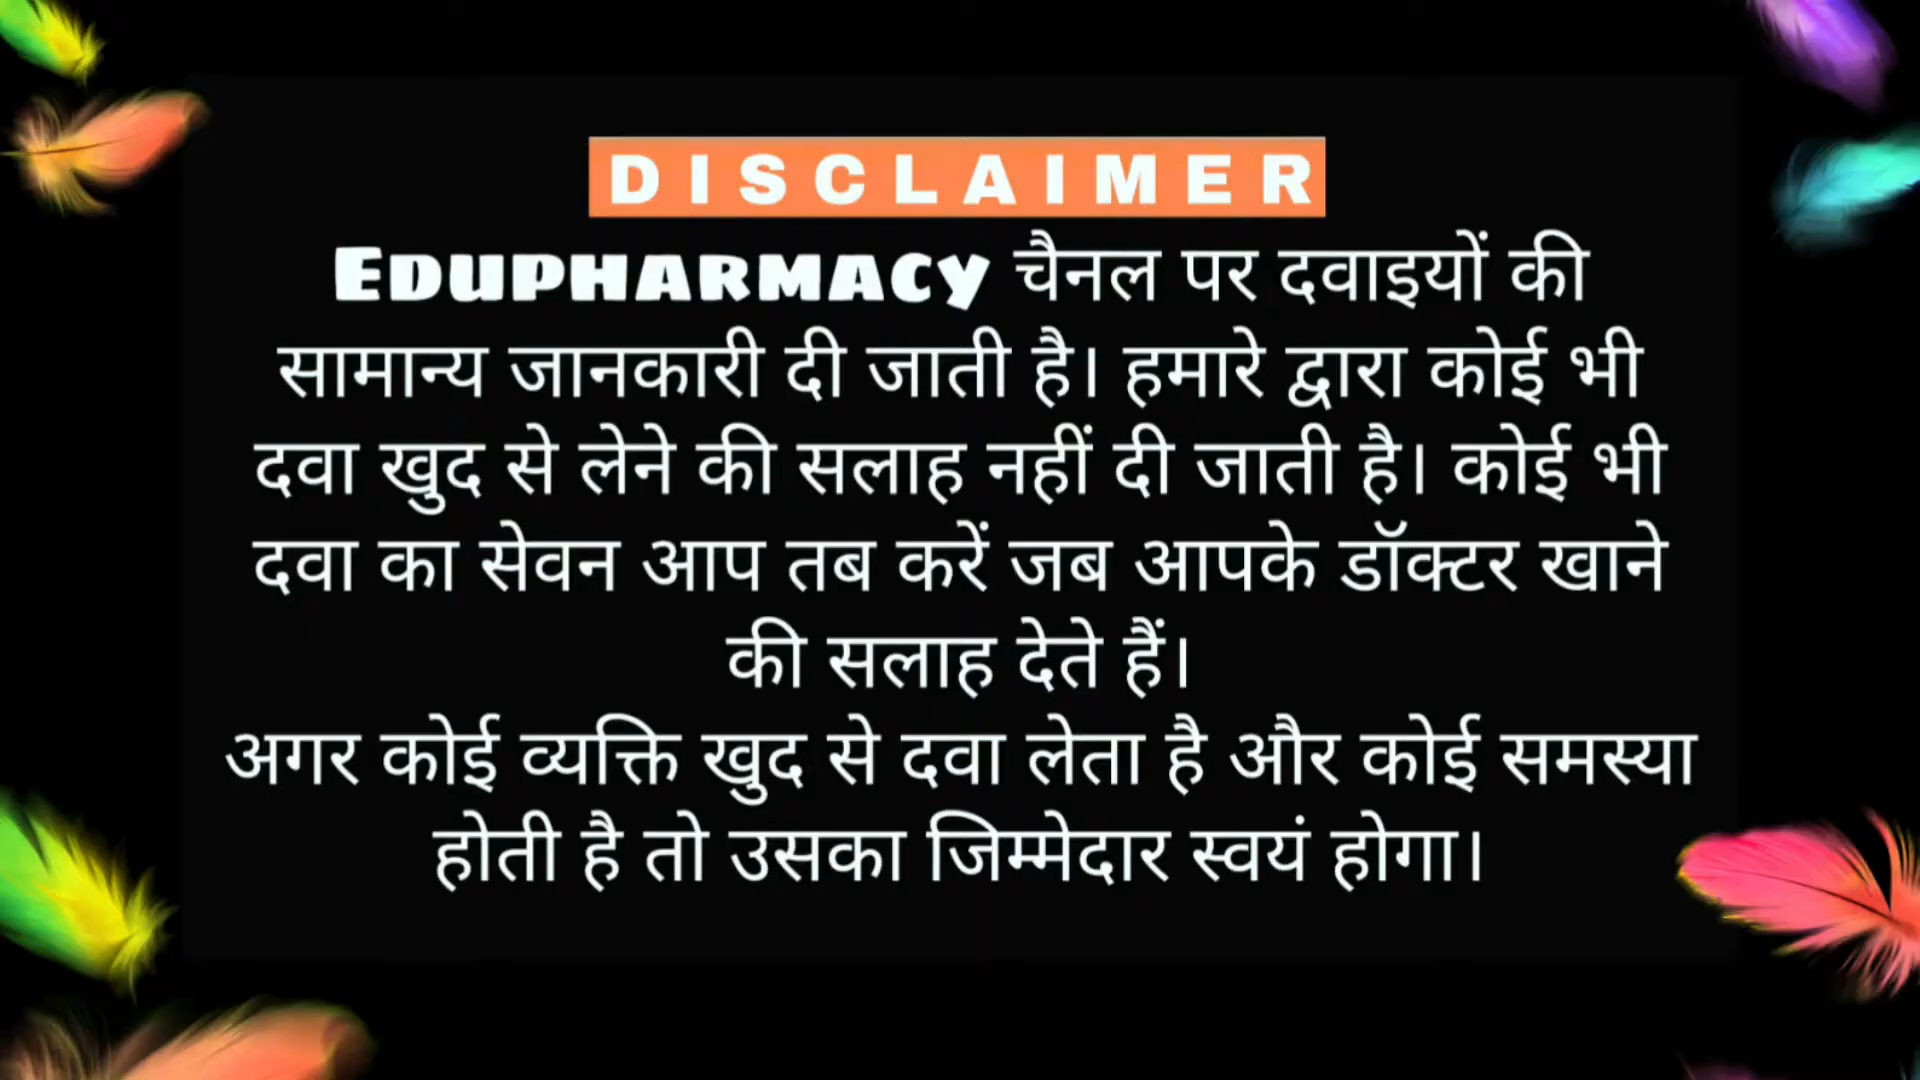 DISCLAIMER
EDUPHARMACY चैनल पर दवाइयों की
सामान्य जानकारी दी जाती है। हमारे द्वारा कोई भी
दवा खुद से लेने की सलाह नहीं दी जाती है। कोई भी
दवा का सेवन आप तब करें जब आपके डॉक्टर खाने
की सलाह देते हैं।
अगर कोई व्यक्ति खुद से दवा लेता है और कोई समस्या
होती है तो उसका जिम्मेदार स्वयं होगा।